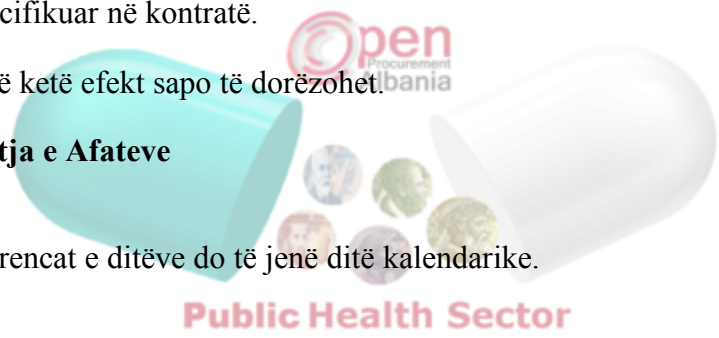 cifikuar në kontratë.
Open
Procurement
Albania
ë ketë efekt sapo të dorëzohet.
tja e Afateve
rencat e ditëve do të jenë ditë kalendarike.
Public Health Sector